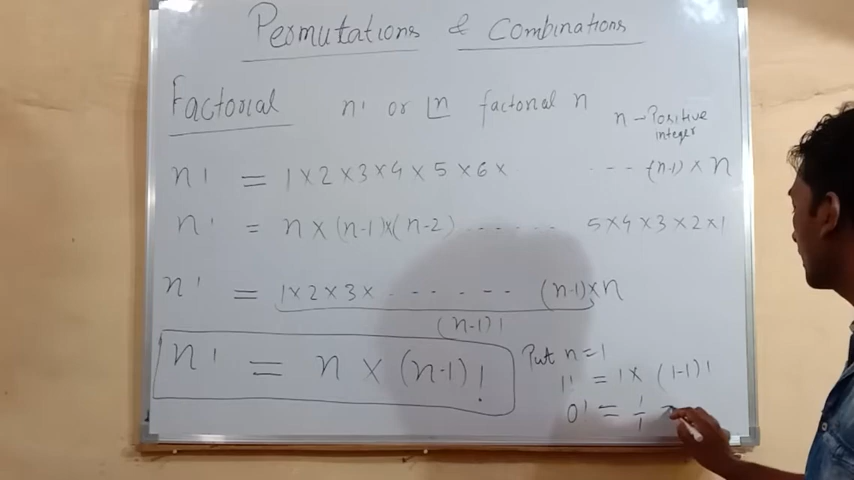 Permutations & Combinations
Factorial n! or |n factorial n
n - Positive
integer
n! = 1 × 2 × 3 × 4 × 5 × 6 × --- (n-1) × n
n! = n × (n-1) × (n-2) ------ 5 × 4 × 3 × 2 × 1
n! = 1 × 2 × 3 × ------- (n-1) × n
(n-1)!
n! = n × (n-1)!
Put n = 1
1! = 1 × (1-1)!
0! = 1/1 =